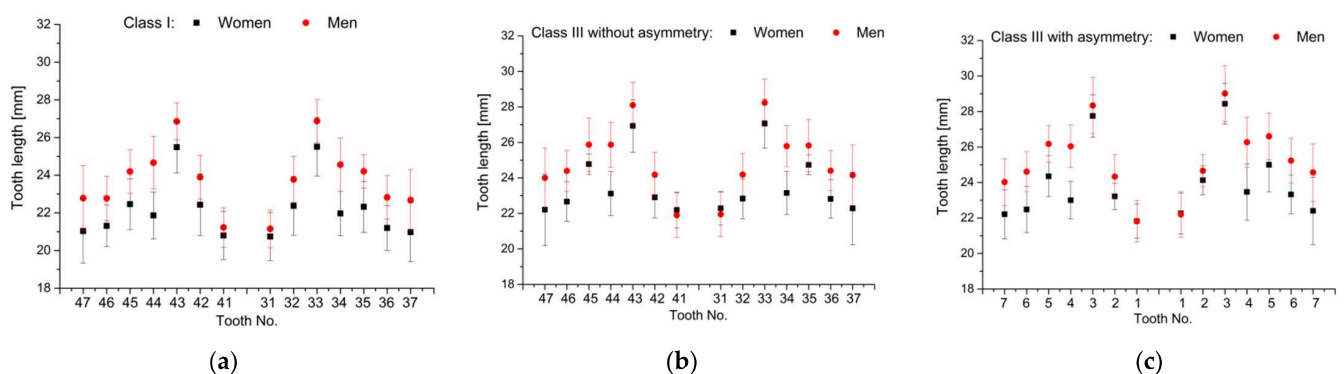 Class I: Women Men
32
30
28
26
24
22
20
18
Tooth length [mm]
47 46 45 44 43 42 41 31 32 33 34 35 36 37
Tooth No.
(a)
Class III without asymmetry: Women Men
32
30
28
26
24
22
20
18
Tooth length [mm]
47 46 45 44 43 42 41 31 32 33 34 35 36 37
Tooth No.
(b)
Class III with asymmetry: Women Men
32
30
28
26
24
22
20
18
Tooth length [mm]
7 6 5 4 3 2 1 1 2 3 4 5 6 7
Tooth No.
(c)